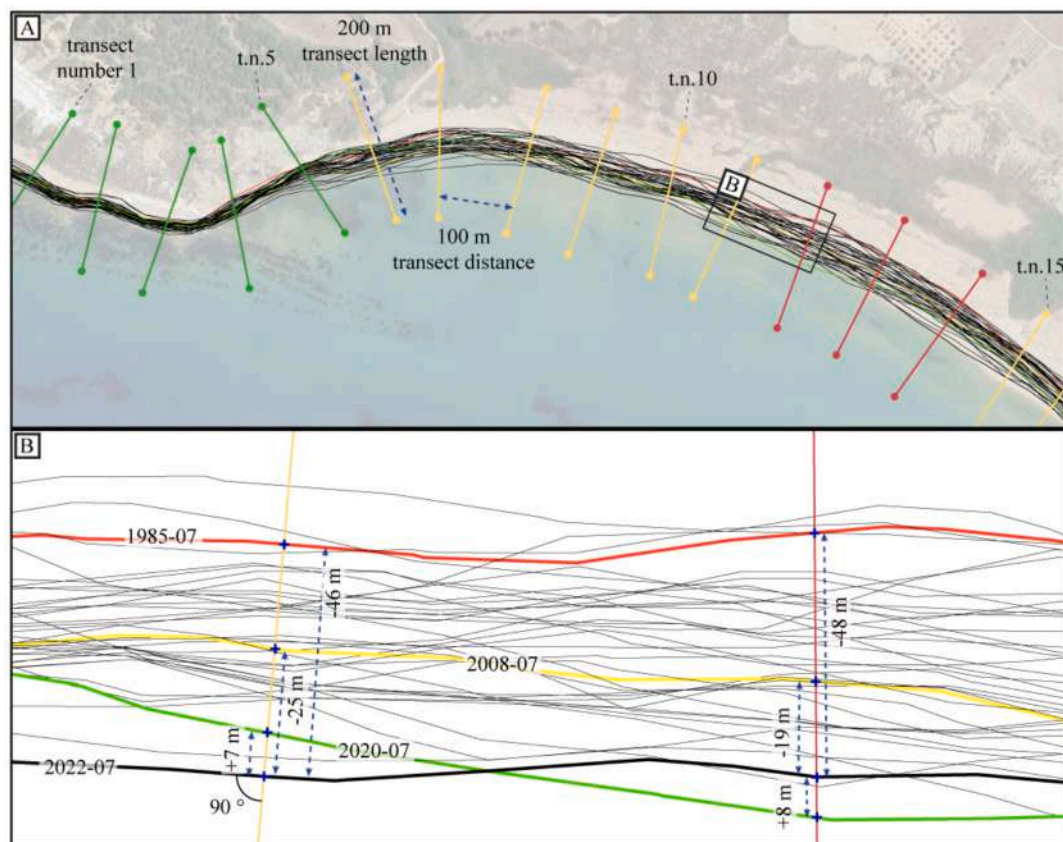 A
transect
number 1
t.n.5
200 m
transect length
t.n.10
B
100 m
transect distance
t.n.15
B
1985-07
-46 m
-48 m
2008-07
-25 m
-19 m
+7 m
2020-07
2022-07
90 °
+8 m